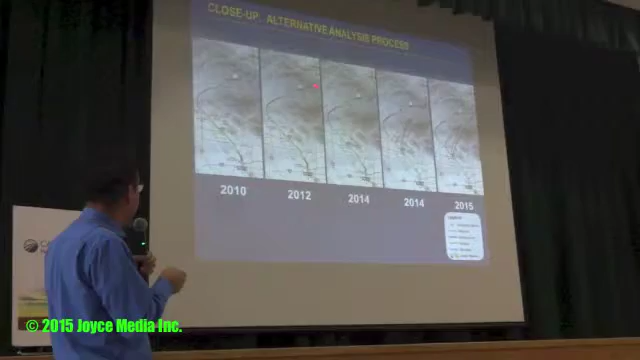 CLOSE-UP: ALTERNATIVE ANALYSIS PROCESS
2010
2012
2014
2014
2015
© 2015 Joyce Media Inc.